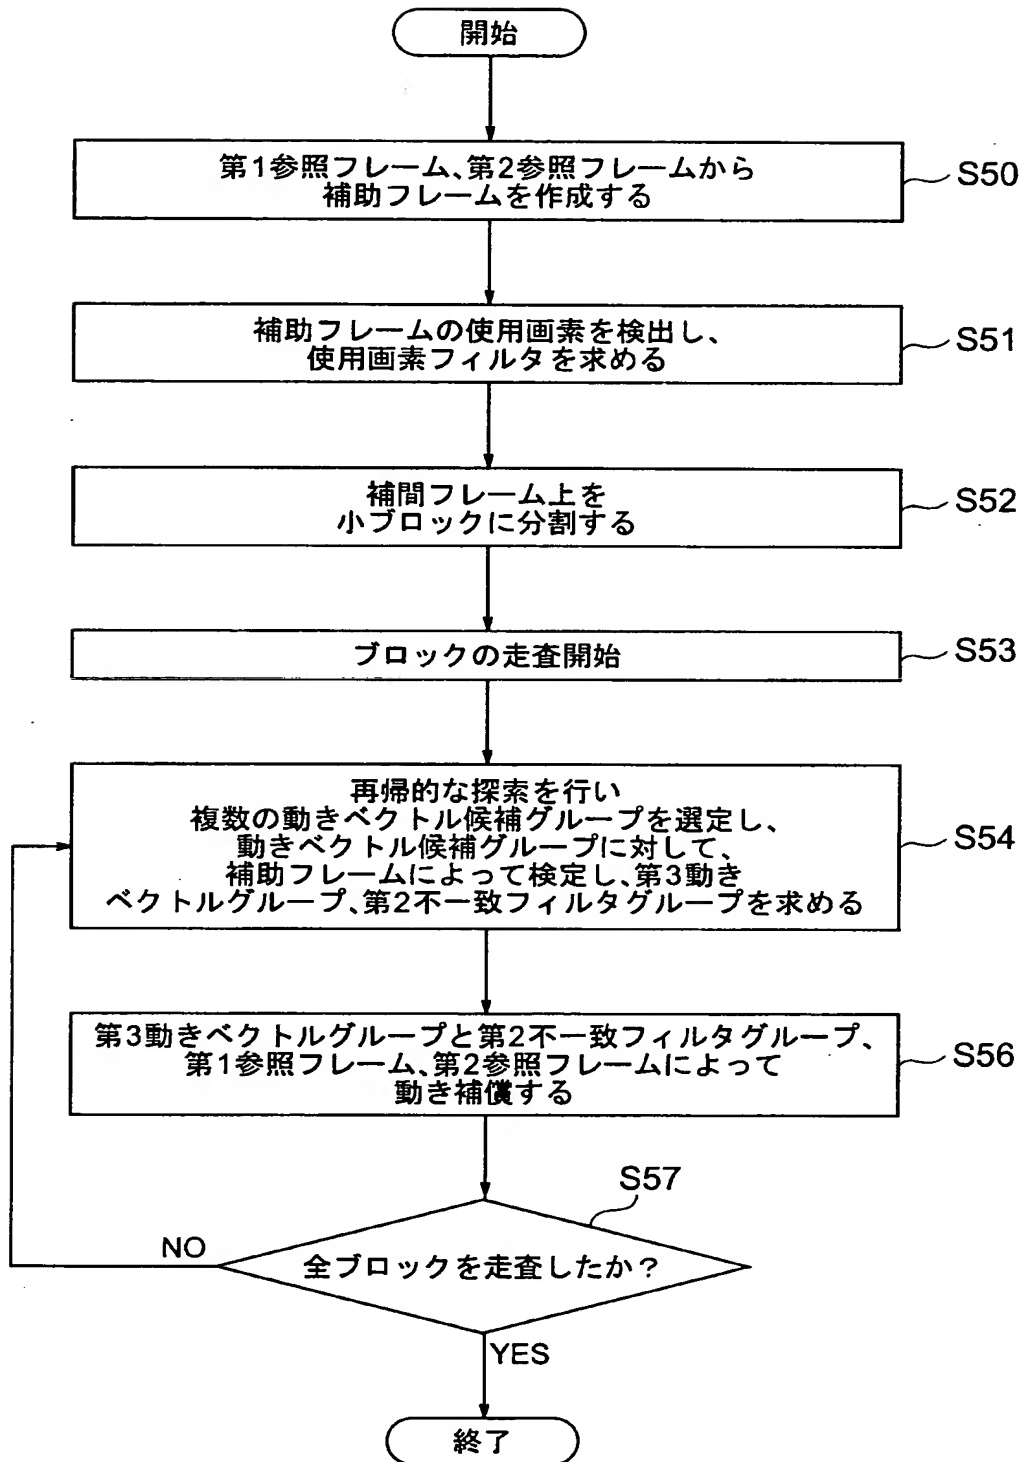 開始
第1参照フレーム、第2参照フレームから
補助フレームを作成する
S50
補助フレームの使用画素を検出し、
使用画素フィルタを求める
S51
補間フレーム上を
小ブロックに分割する
S52
ブロックの走査開始
S53
再帰的な探索を行い
複数の動きベクトル候補グループを選定し、
動きベクトル候補グループに対して、
補助フレームによって検定し、第3動き
ベクトルグループ、第2不一致フィルタグループを求める
S54
第3動きベクトルグループと第2不一致フィルタグループ、
第1参照フレーム、第2参照フレームによって
動き補償する
S56
S57
全ブロックを走査したか?
NO
YES
終了